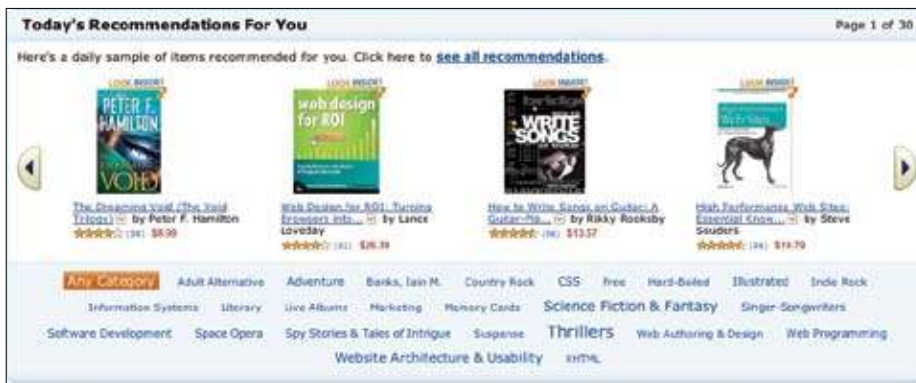 Today's Recommendations For You
Page 1 of 30
Here's a daily sample of items recommended for you. Click here to see all recommendations.
LOOK INSIDE!
LOOK INSIDE!
LOOK INSIDE!
LOOK INSIDE!
PETER F.
HAMILTON
VOID
web design
for ROI
WRITE
SONGS
High Performance
Web Sites
The Dreaming Void (The Void
Trilogy) by Peter F. Hamilton
$8.99
Web Design for ROI: Turning
Browsers into... by Lance
Loveday
$26.39
How to Write Songs on Guitar: A
Guitar-Pla... by Rikky Rooksby
$13.57
High Performance Web Sites:
Essential Know... by Steve
Souders
$19.79
Any Category Adult Alternative Adventure Banks, Iain M. Country Rock CSS Free Hard-Boiled Illustrated Indie Rock
Information Systems Literary Live Albums Marketing Memory Cards Science Fiction & Fantasy Singer-Songwriters
Software Development Space Opera Spy Stories & Tales of Intrigue Suspense Thrillers Web Authoring & Design Web Programming
Website Architecture & Usability XHTML